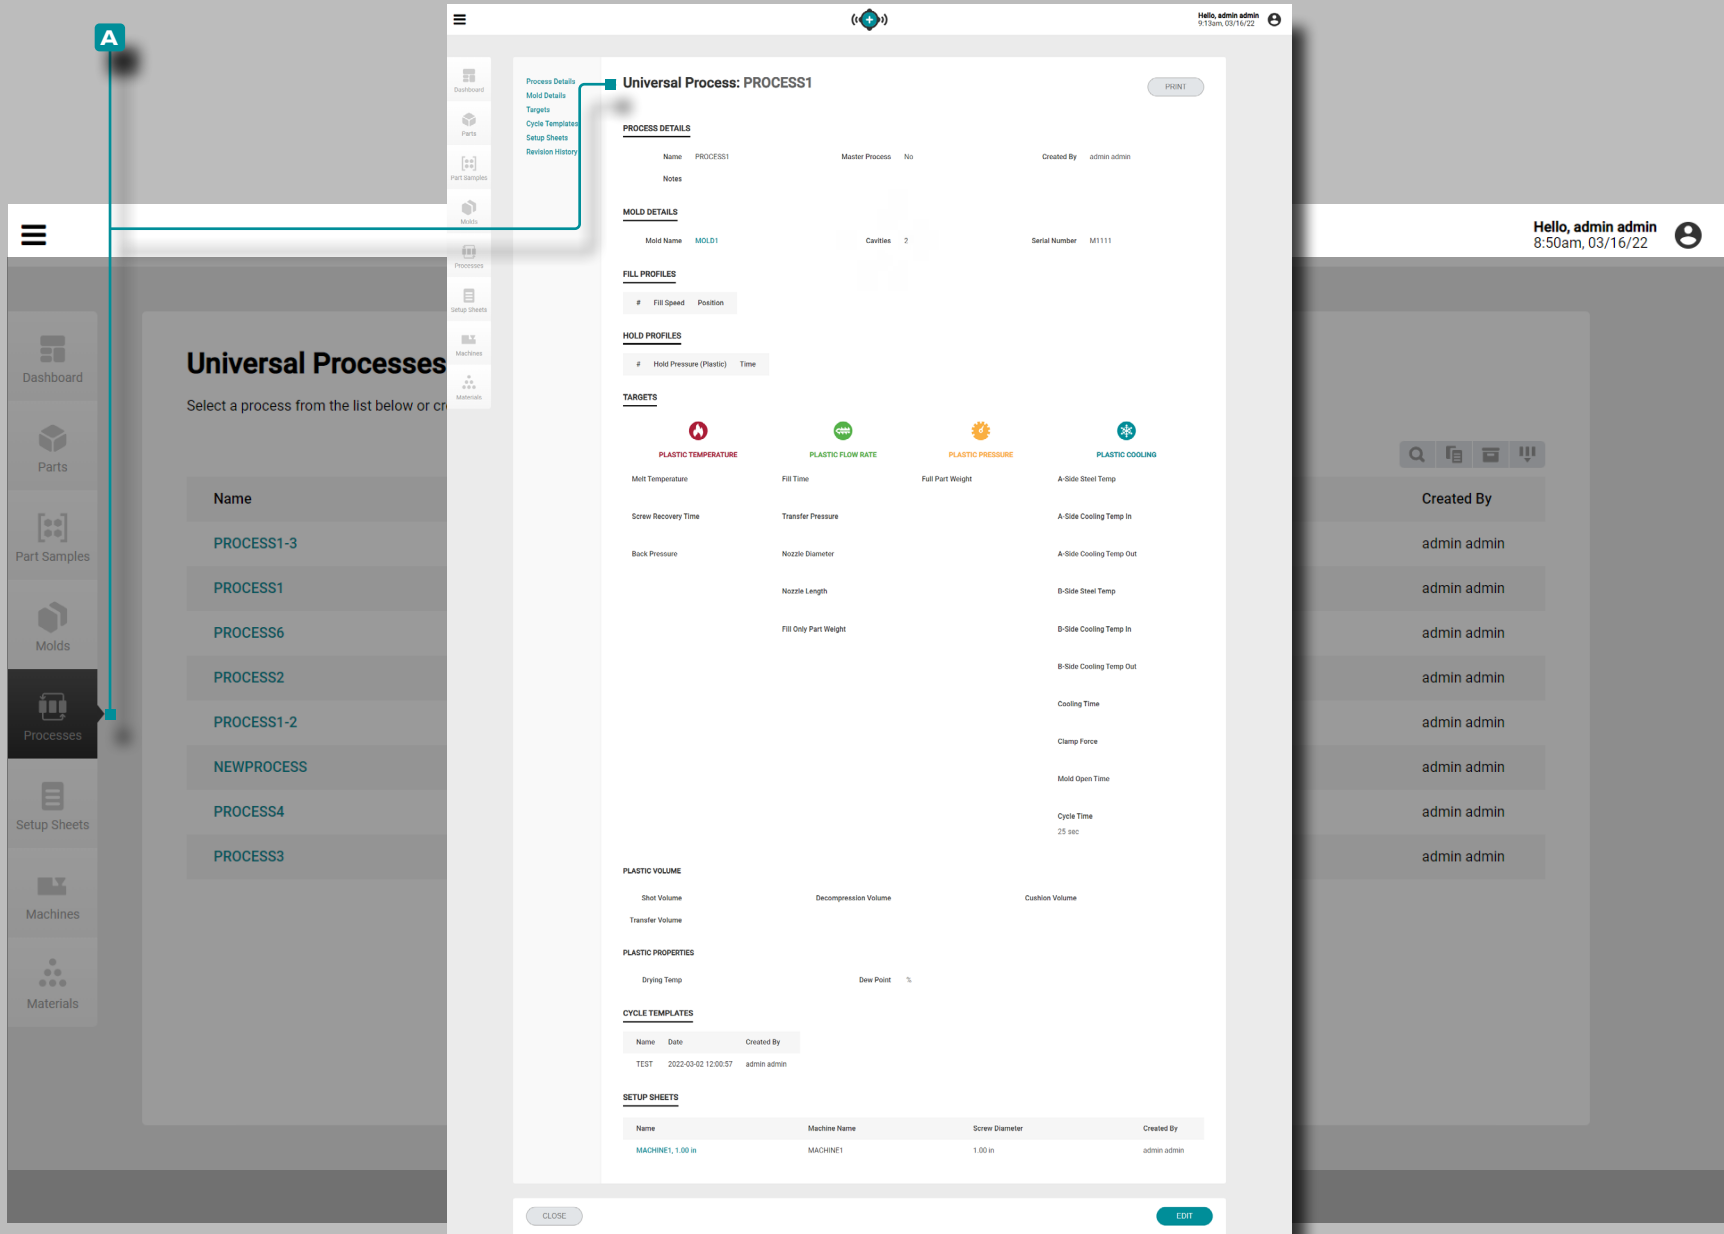 A
Hello, admin admin
9:13am, 03/16/22
Dashboard
Parts
Part Samples
Molds
Processes
Setup Sheets
Machines
Materials
Process Details
Mold Details
Targets
Cycle Templates
Setup Sheets
Revision History
Universal Process: PROCESS1
PRINT
PROCESS DETAILS
Name PROCESS1 Master Process No Created By admin admin
Notes
MOLD DETAILS
Mold Name MOLD1 Cavities 2 Serial Number M1111
FILL PROFILES
# Fill Speed Position
HOLD PROFILES
# Hold Pressure (Plastic) Time
TARGETS
PLASTIC TEMPERATURE PLASTIC FLOW RATE PLASTIC PRESSURE PLASTIC COOLING
Melt Temperature Fill Time Full Part Weight A-Side Steel Temp
Screw Recovery Time Transfer Pressure A-Side Cooling Temp In
Back Pressure Nozzle Diameter A-Side Cooling Temp Out
Nozzle Length B-Side Steel Temp
Fill Only Part Weight B-Side Cooling Temp In
B-Side Cooling Temp Out
Cooling Time
Clamp Force
Mold Open Time
Cycle Time
25 sec
PLASTIC VOLUME
Shot Volume Decompression Volume Cushion Volume
Transfer Volume
PLASTIC PROPERTIES
Drying Temp Dew Point %
CYCLE TEMPLATES
Name Date Created By
TEST 2022-03-02 12:00:57 admin admin
SETUP SHEETS
Name Machine Name Screw Diameter Created By
MACHINE1, 1.00 in MACHINE1 1.00 in admin admin
CLOSE EDIT
Hello, admin admin
8:50am, 03/16/22
Dashboard
Parts
Part Samples
Molds
Processes
Setup Sheets
Machines
Materials
Universal Processes
Select a process from the list below or cr
Name Created By
PROCESS1-3 admin admin
PROCESS1 admin admin
PROCESS6 admin admin
PROCESS2 admin admin
PROCESS1-2 admin admin
NEWPROCESS admin admin
PROCESS4 admin admin
PROCESS3 admin admin